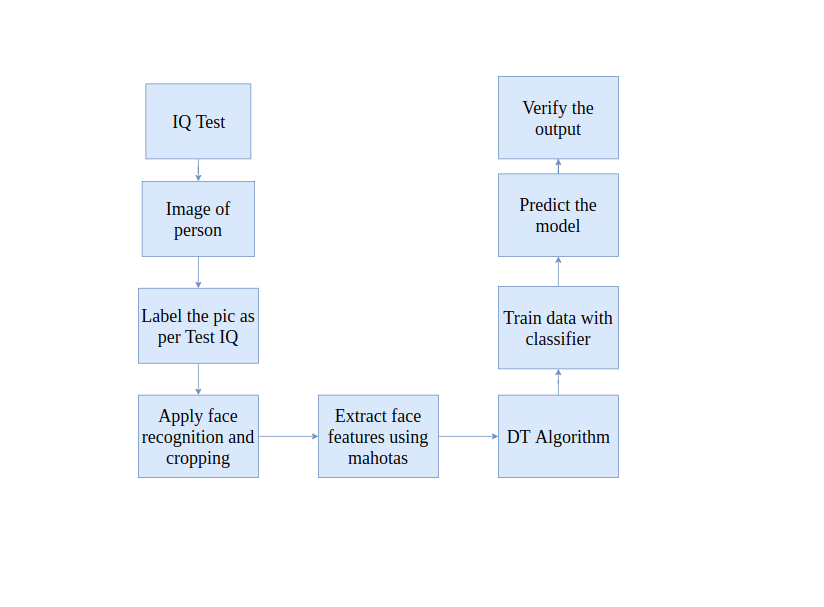 IQ Test
Image of
person
Label the pic as
per Test IQ
Apply face
recognition and
cropping
Extract face
features using
mahotas
DT Algorithm
Train data with
classifier
Predict the
model
Verify the
output